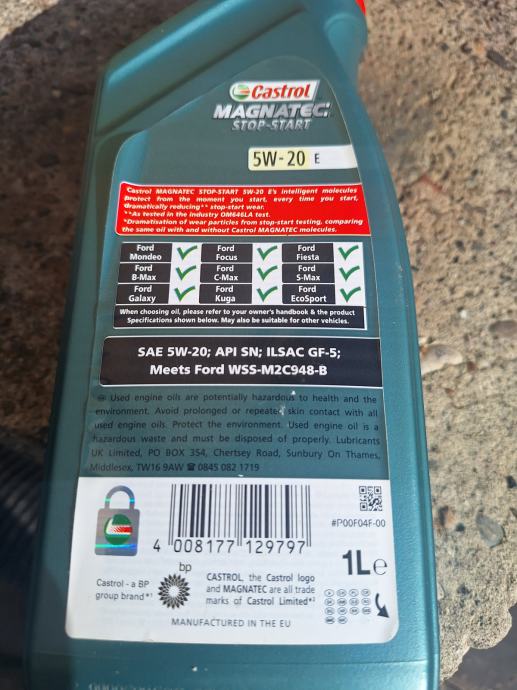 Castrol
MAGNATEC
STOP-START
5W-20 E
Castrol MAGNATEC STOP-START 5W-20 E's intelligent molecules
protect from the moment you start, every time you start,
dramatically reducing** stop-start wear.
**As tested in the industry OM646LA test.
*Dramatisation of wear particles from stop-start testing, comparing
the same oil with and without Castrol MAGNATEC molecules.
Ford Mondeo ✓ Ford Focus ✓ Ford Fiesta ✓
Ford B-Max ✓ Ford C-Max ✓ Ford S-Max ✓
Ford Galaxy ✓ Ford Kuga ✓ Ford EcoSport ✓
When choosing oil, please refer to your owner's handbook & the product
Specifications shown below. May also be suitable for other vehicles.
SAE 5W-20; API SN; ILSAC GF-5;
Meets Ford WSS-M2C948-B
Used engine oils are potentially hazardous to health and the
environment. Avoid prolonged or repeated skin contact with all
used engine oils. Protect the environment. Used engine oil is a
hazardous waste and must be disposed of properly. Lubricants
UK Limited, PO BOX 354, Chertsey Road, Sunbury On Thames,
Middlesex, TW16 9AW ☎ 0845 082 1719
#P00F04F-00
4 008177 129797
1L e
bp
Castrol - a BP
group brand*¹
CASTROL, the Castrol logo
and MAGNATEC are all trade
marks of Castrol Limited*²
MANUFACTURED IN THE EU